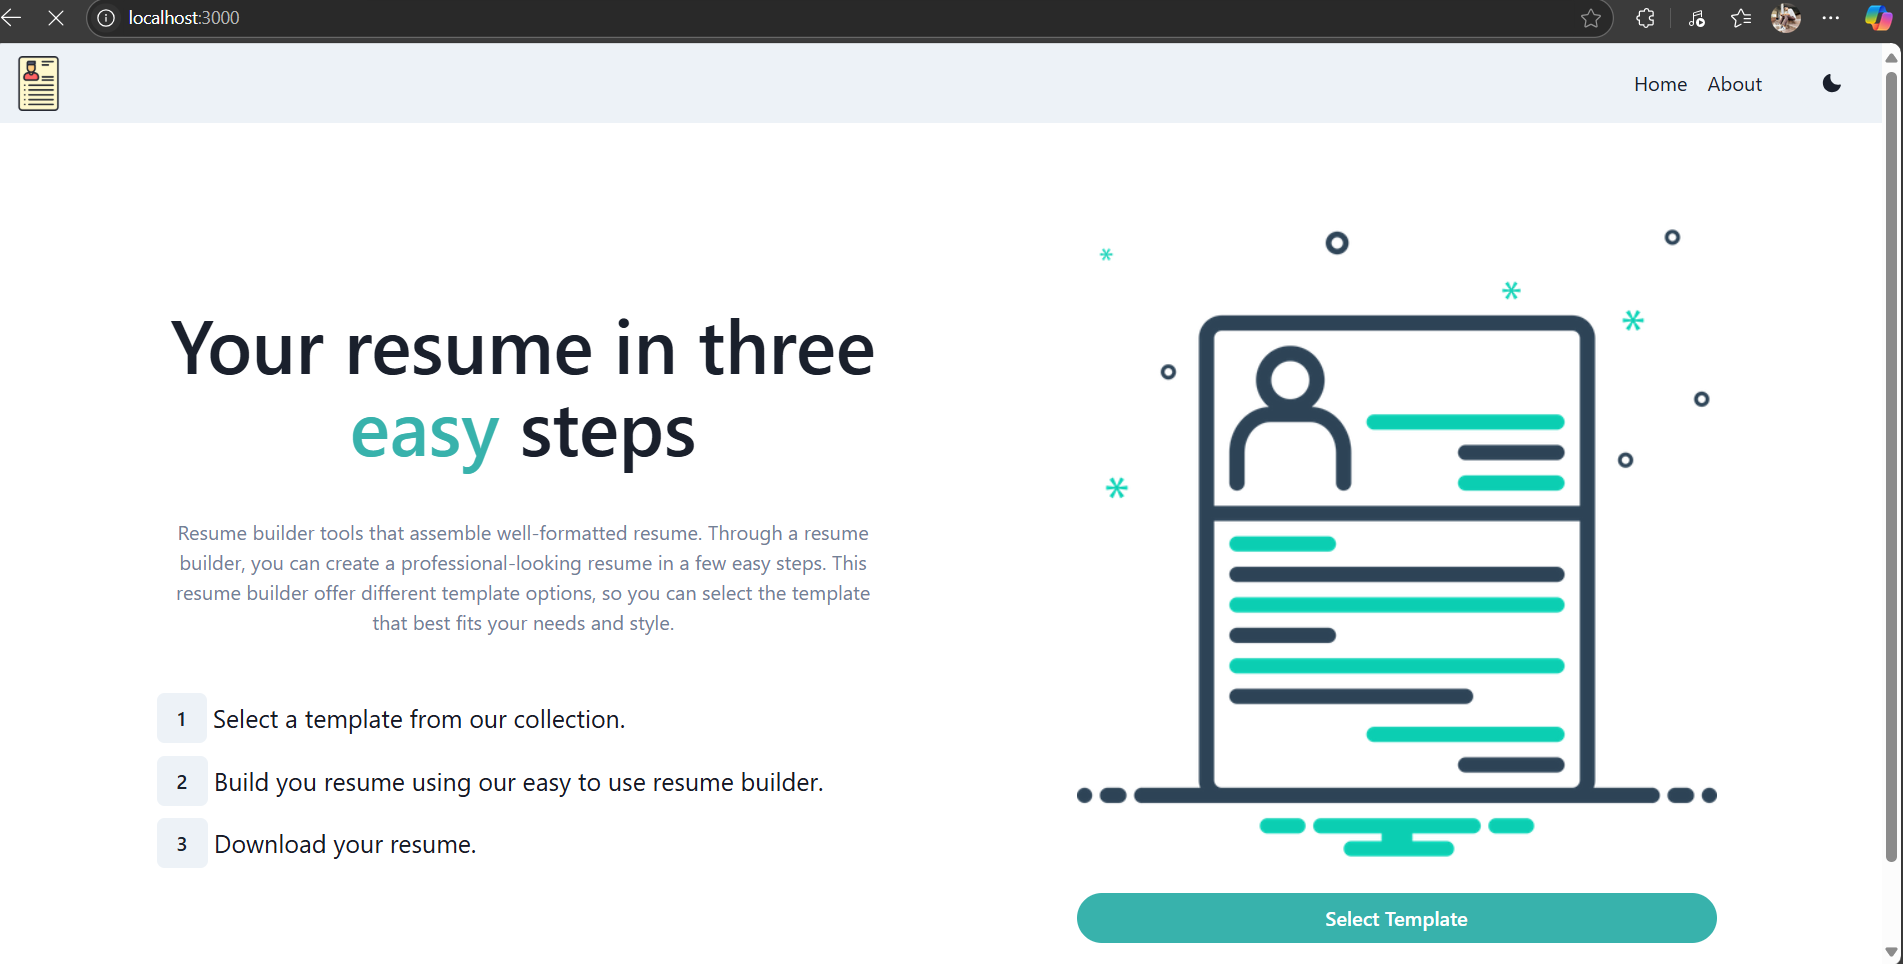 localhost:3000
Home About
Your resume in three
easy steps
Resume builder tools that assemble well-formatted resume. Through a resume
builder, you can create a professional-looking resume in a few easy steps. This
resume builder offer different template options, so you can select the template
that best fits your needs and style.
1 Select a template from our collection.
2 Build you resume using our easy to use resume builder.
3 Download your resume.
Select Template